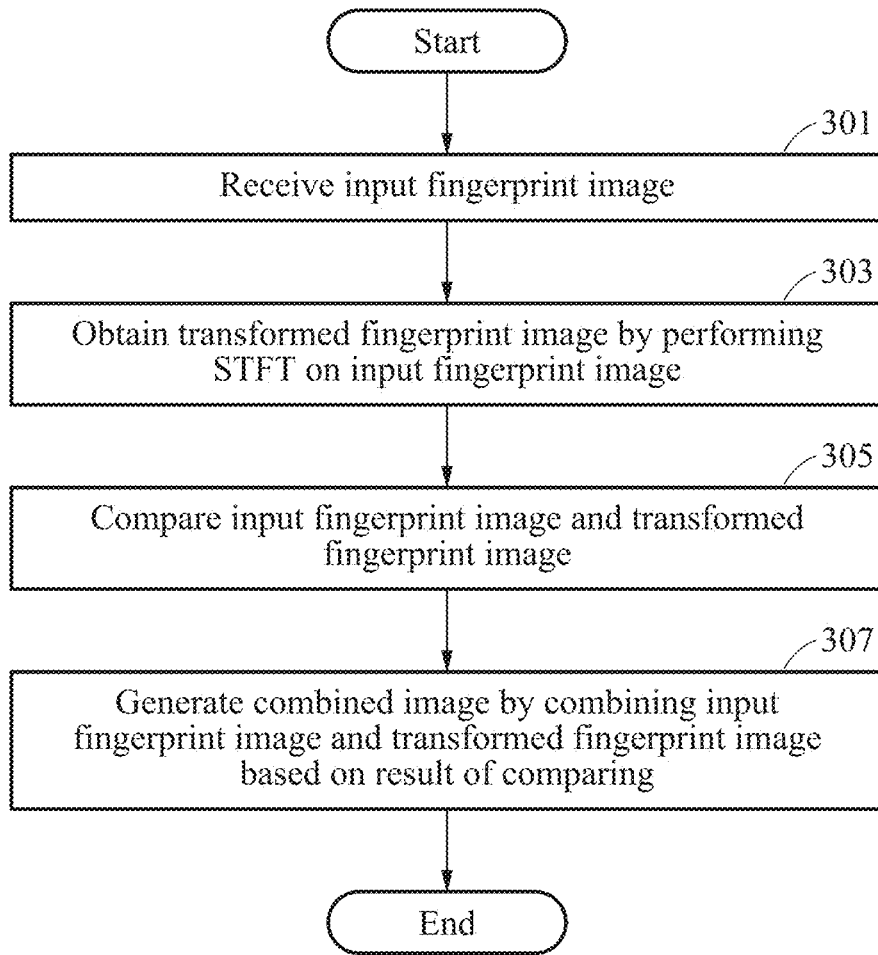 Start
301
Receive input fingerprint image
303
Obtain transformed fingerprint image by performing
STFT on input fingerprint image
305
Compare input fingerprint image and transformed
fingerprint image
307
Generate combined image by combining input
fingerprint image and transformed fingerprint image
based on result of comparing
End